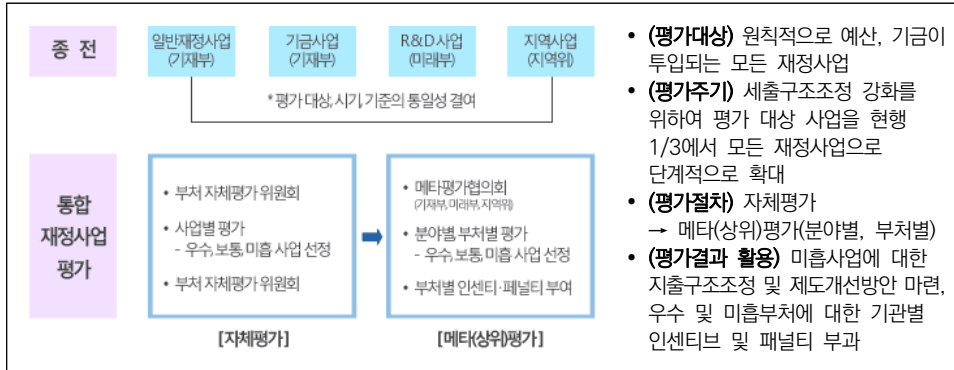 종 전
일반재정사업
(기재부)
기금사업
(기재부)
R&D사업
(미래부)
지역사업
(지역위)
* 평가 대상, 시기, 기준의 통일성 결여
통합
재정사업
평가
• 부처 자체평가 위원회
• 사업별 평가
- 우수, 보통, 미흡 사업 선정
• 부처 자체평가 위원회
[자체평가]
• 메타평가협의회
(기재부, 미래부, 지역위)
• 분야별, 부처별 평가
- 우수, 보통, 미흡 사업 선정
• 부처별 인센티·패널티 부여
[메타(상위)평가]
• (평가대상) 원칙적으로 예산, 기금이
투입되는 모든 재정사업
• (평가주기) 세출구조조정 강화를
위하여 평가 대상 사업을 현행
1/3에서 모든 재정사업으로
단계적으로 확대
• (평가절차) 자체평가
→ 메타(상위)평가(분야별, 부처별)
• (평가결과 활용) 미흡사업에 대한
지출구조조정 및 제도개선방안 마련,
우수 및 미흡부처에 대한 기관별
인센티브 및 패널티 부과